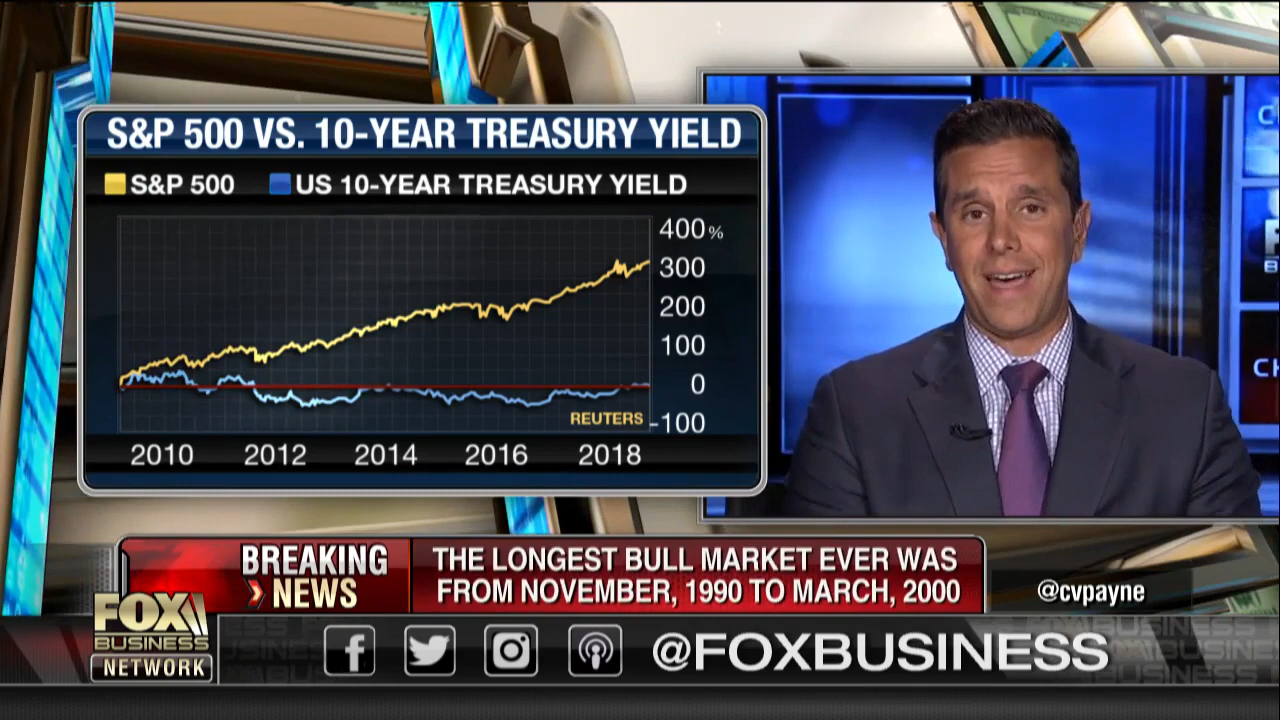 S&P 500 VS. 10-YEAR TREASURY YIELD
S&P 500 US 10-YEAR TREASURY YIELD
400%
300
200
100
0
-100
REUTERS
2010 2012 2014 2016 2018
BREAKING
NEWS
THE LONGEST BULL MARKET EVER WAS
FROM NOVEMBER, 1990 TO MARCH, 2000
@cvpayne
FOX
BUSINESS
NETWORK
@FOXBUSINESS